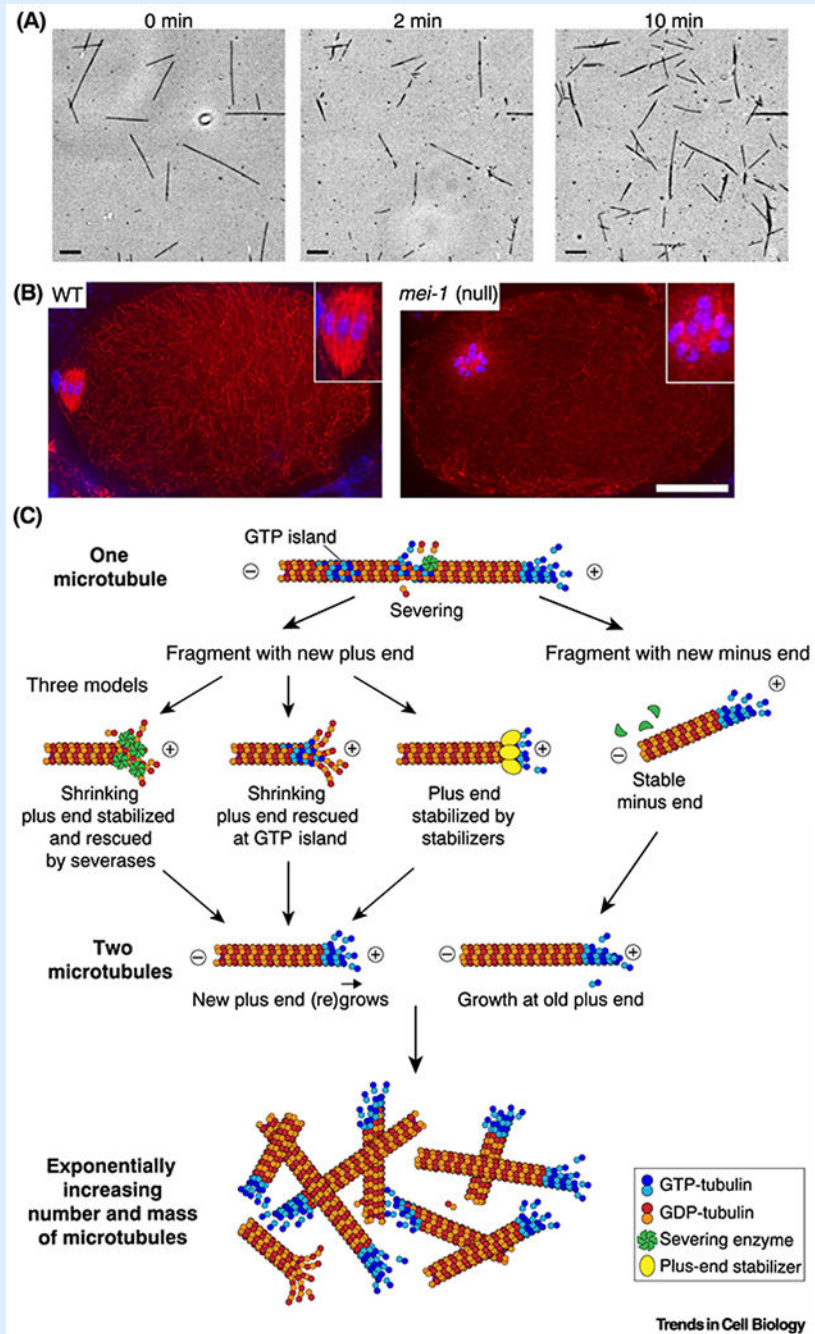 (A)
0 min
2 min
10 min
(B)
WT
mei-1 (null)
(C)
One
microtubule
GTP island
−
+
Severing
Fragment with new plus end
Fragment with new minus end
Three models
+
+
+
+
−
Shrinking
plus end stabilized
and rescued
by severases
Shrinking
plus end rescued
at GTP island
Plus end
stabilized by
stabilizers
Stable
minus end
Two
microtubules
−
+
−
+
New plus end (re)grows
Growth at old plus end
Exponentially
increasing
number and mass
of microtubules
GTP-tubulin
GDP-tubulin
Severing enzyme
Plus-end stabilizer
Trends in Cell Biology